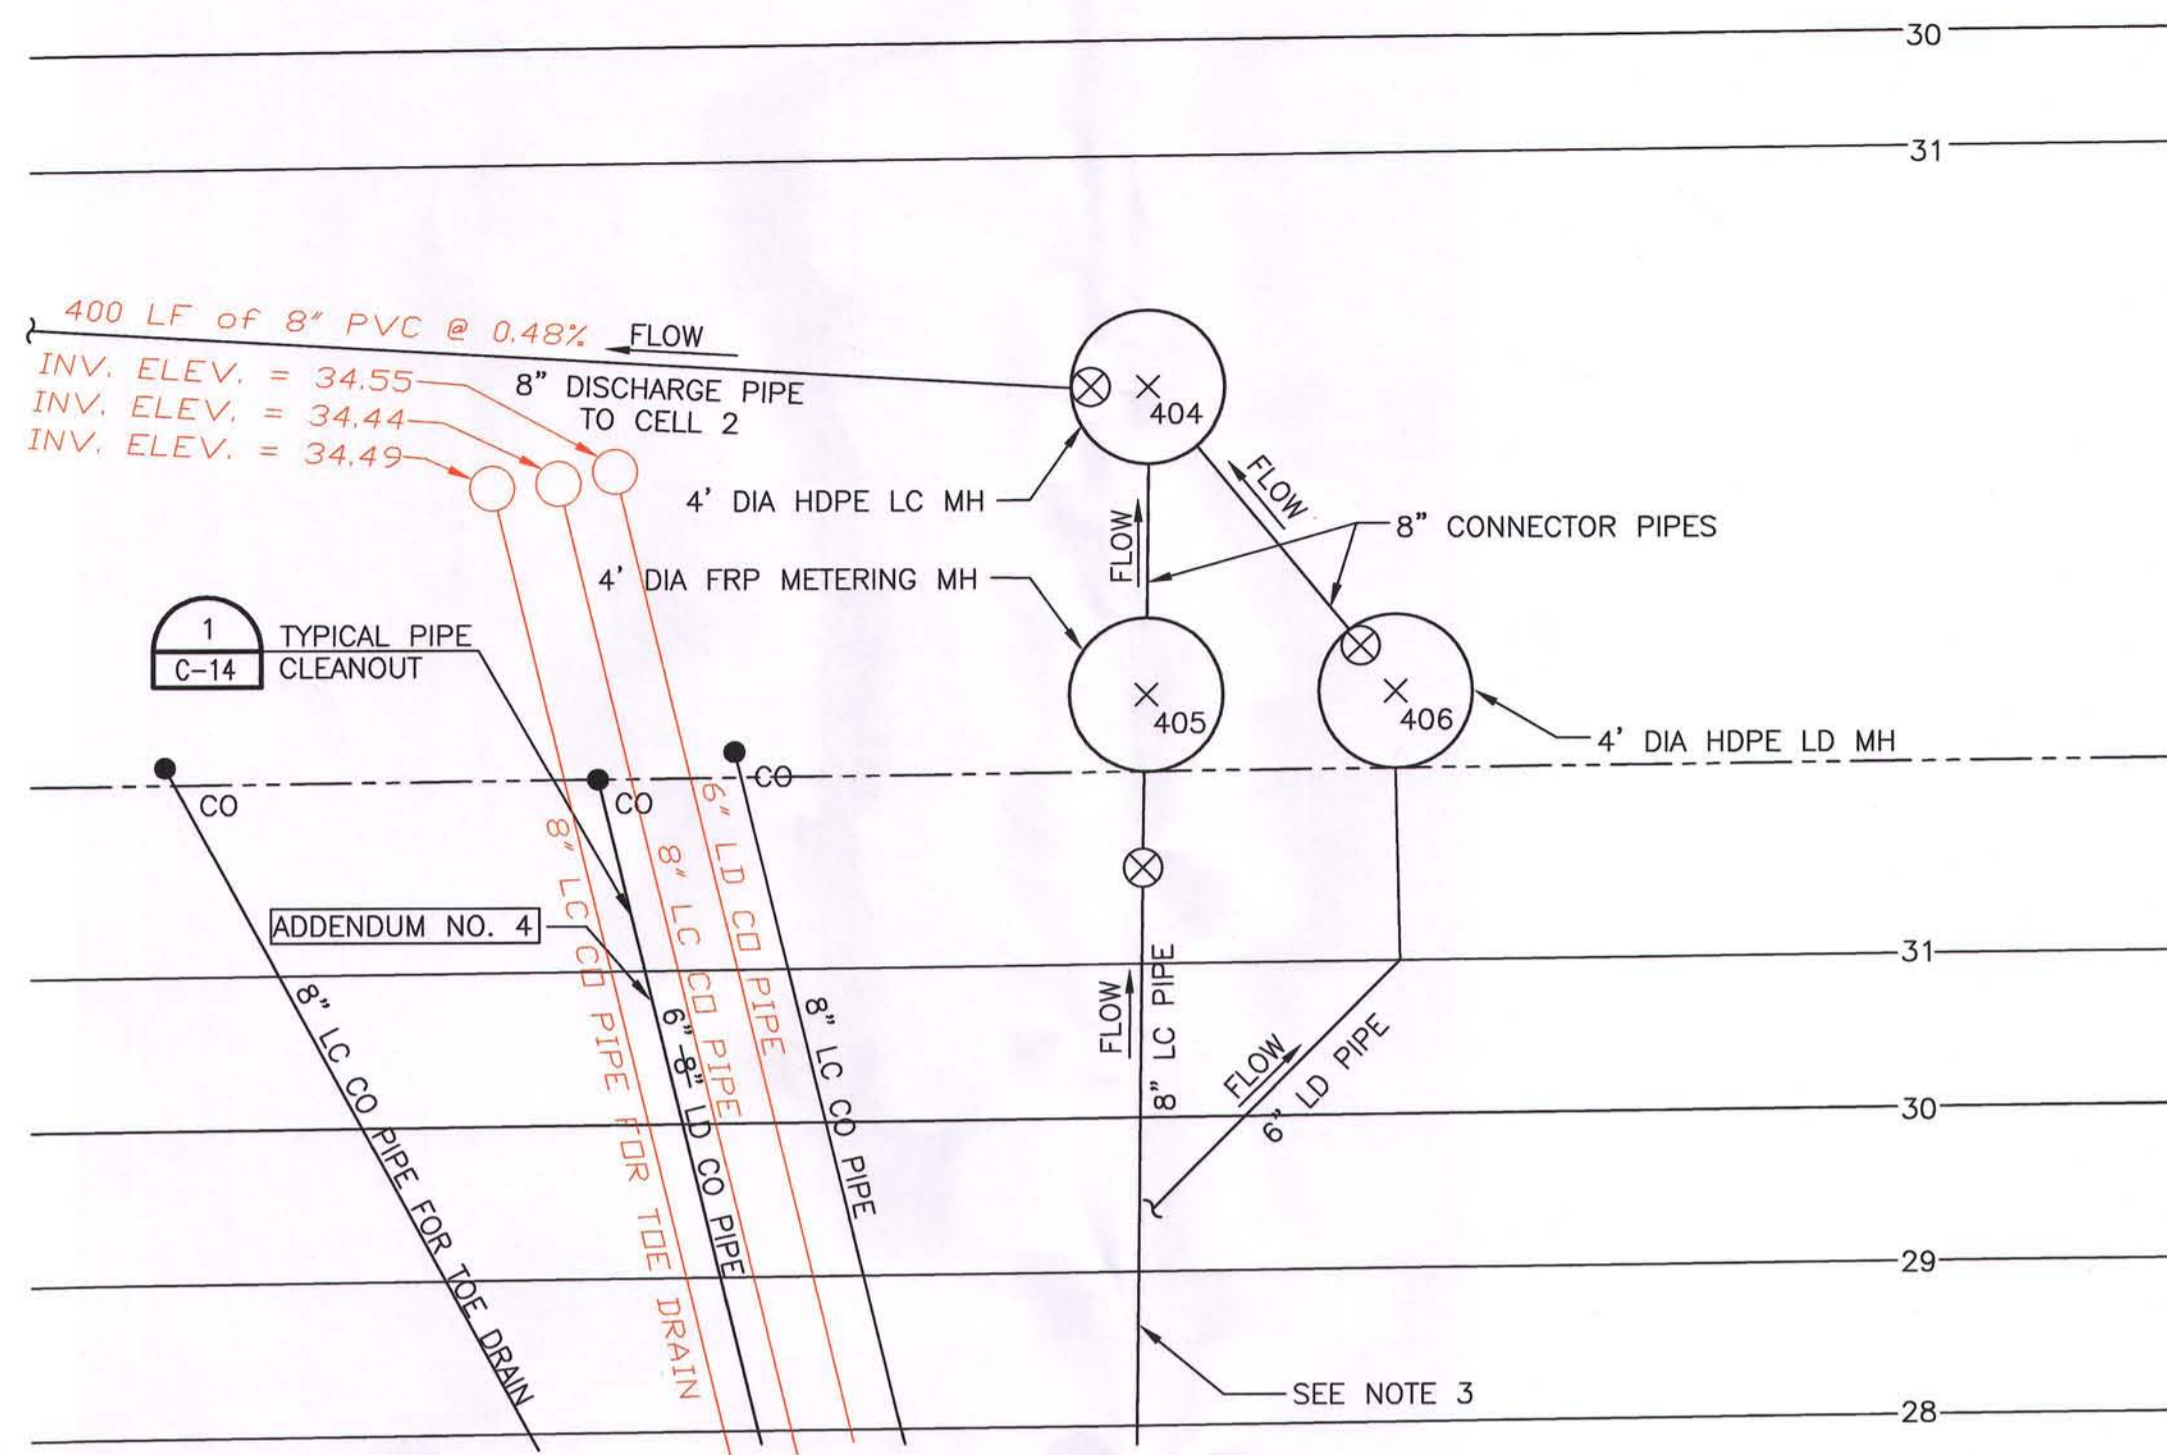 30
31
400 LF of 8" PVC @ 0.48%
FLOW
INV. ELEV. = 34.55
INV. ELEV. = 34.44
INV. ELEV. = 34.49
8" DISCHARGE PIPE
TO CELL 2
404
4' DIA HDPE LC MH
FLOW
FLOW
8" CONNECTOR PIPES
4' DIA FRP METERING MH
1
C-14
TYPICAL PIPE
CLEANOUT
405
406
4' DIA HDPE LD MH
CO
CO
CO
8" LC CO PIPE FOR TOE DRAIN
8" LC CO PIPE
6" LD CO PIPE
ADDENDUM NO. 4
8" LC CO PIPE FOR TOE DRAIN
6" 8" LD CO PIPE
8" LC CO PIPE
FLOW
8" LC PIPE
FLOW
6" LD PIPE
31
30
29
SEE NOTE 3
28